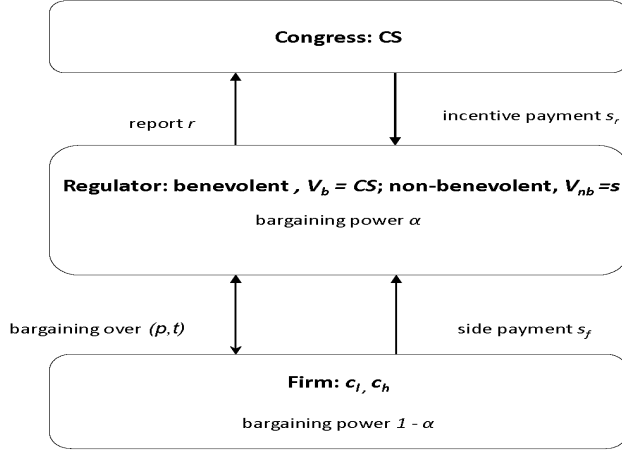 Congress: CS
report r
incentive payment sᵣ
Regulator: benevolent , V_b = CS; non-benevolent, V_nb =s
bargaining power α
bargaining over (p,t)
side payment s_f
Firm: c_l, c_h
bargaining power 1 - α